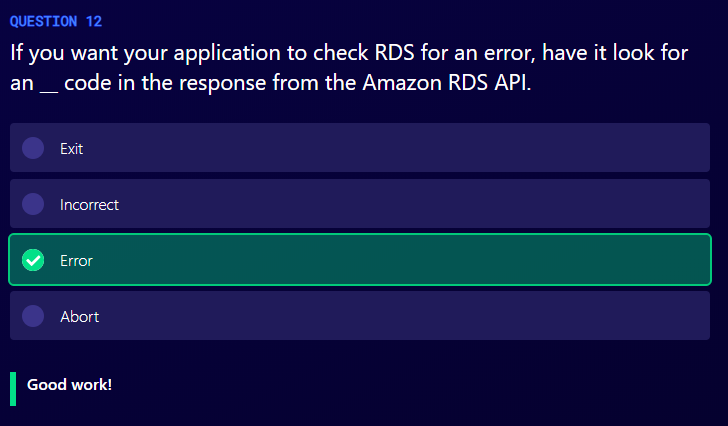 QUESTION 12
If you want your application to check RDS for an error, have it look for
an __ code in the response from the Amazon RDS API.
Exit
Incorrect
Error
Abort
Good work!